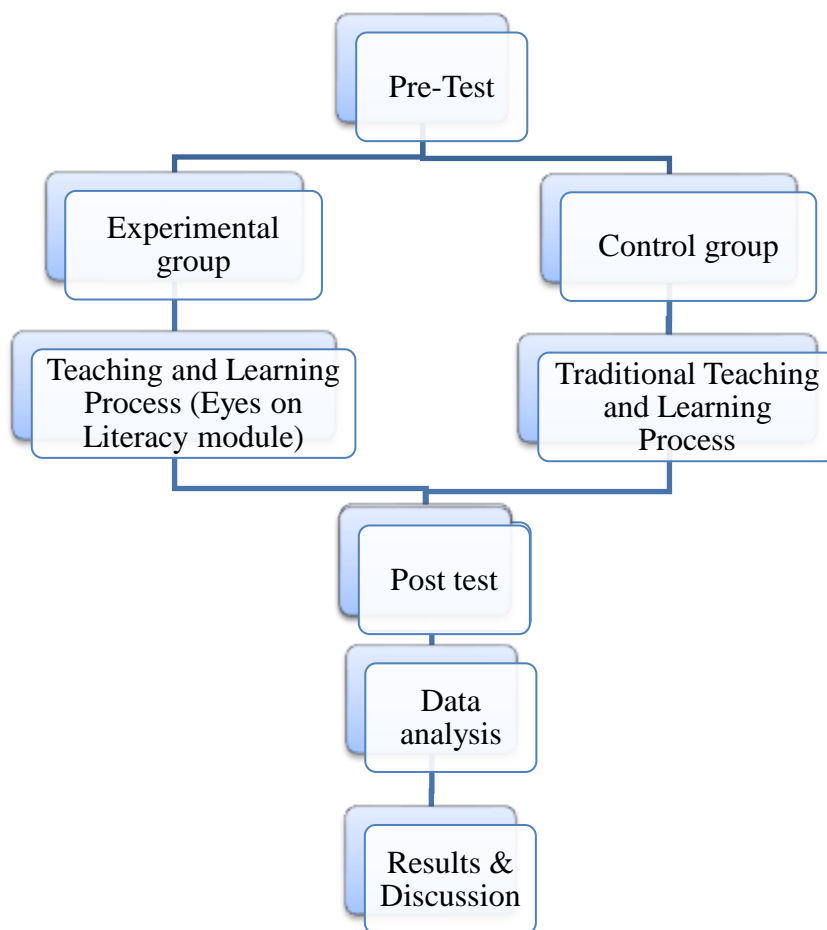 Pre-Test
Experimental
group
Control group
Teaching and Learning
Process (Eyes on
Literacy module)
Traditional Teaching
and Learning
Process
Post test
Data
analysis
Results &
Discussion